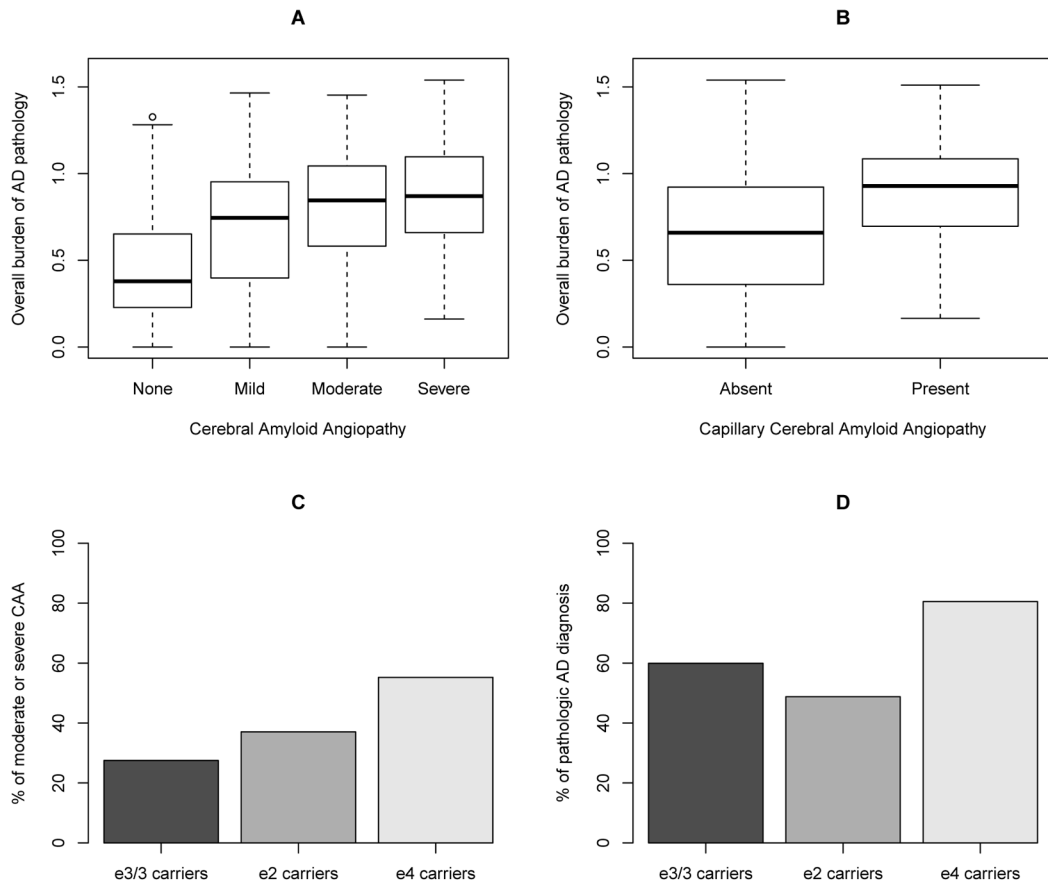 A
Overall burden of AD pathology
1.5
1.0
0.5
0.0
None Mild Moderate Severe
Cerebral Amyloid Angiopathy
B
Overall burden of AD pathology
1.5
1.0
0.5
0.0
Absent Present
Capillary Cerebral Amyloid Angiopathy
C
% of moderate or severe CAA
100
80
60
40
20
0
e3/3 carriers e2 carriers e4 carriers
D
% of pathologic AD diagnosis
100
80
60
40
20
0
e3/3 carriers e2 carriers e4 carriers